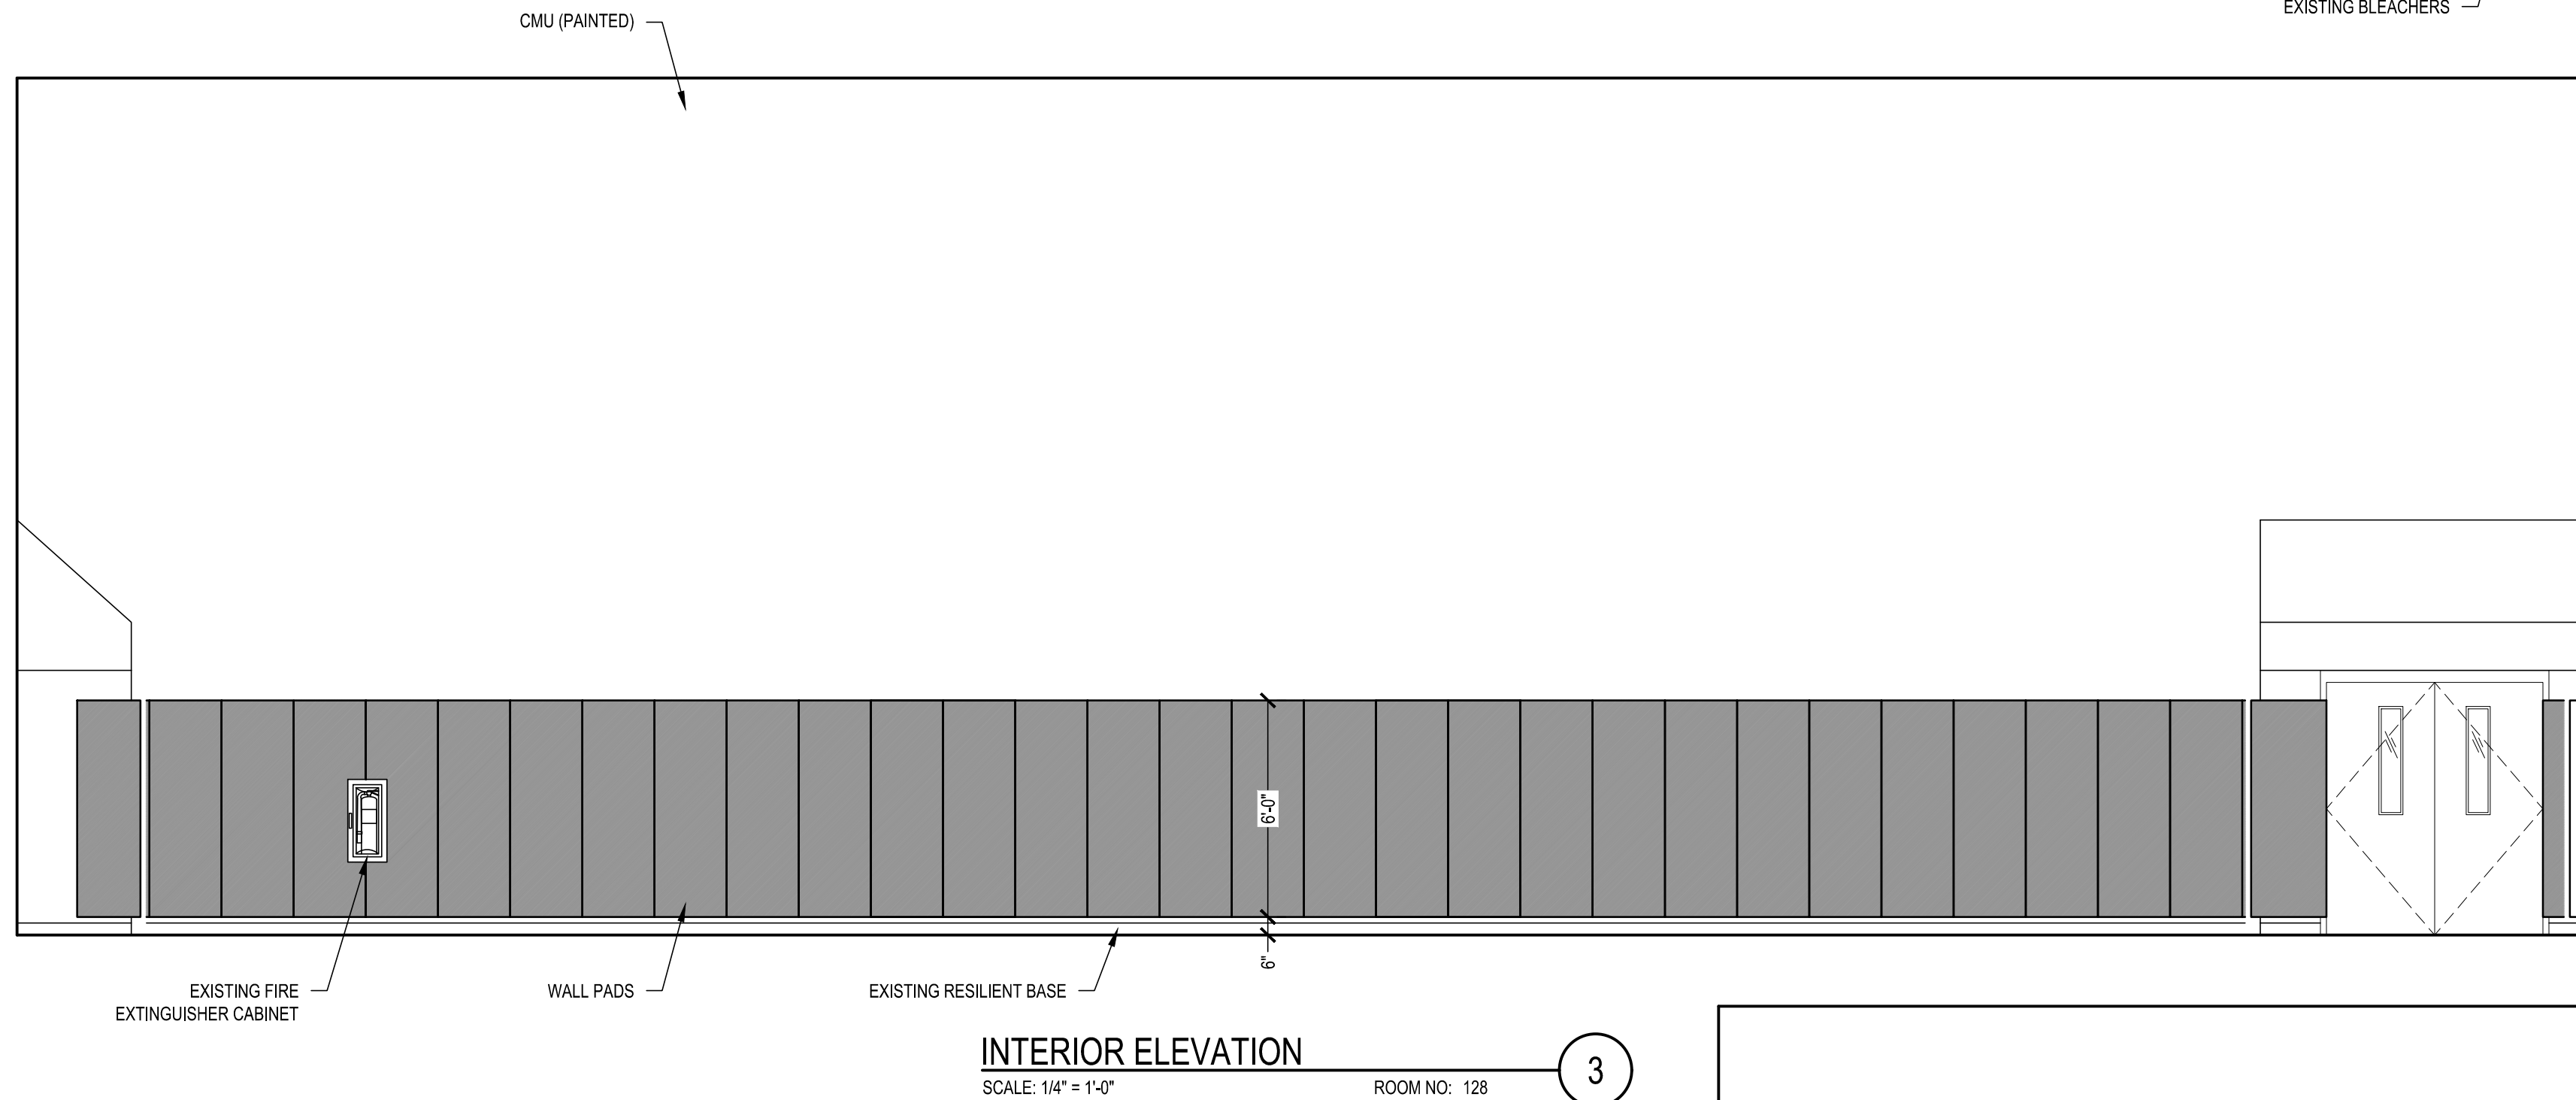 CMU (PAINTED)
EXISTING BLEACHERS
6'-0"
6"
EXISTING FIRE
EXTINGUISHER CABINET
WALL PADS
EXISTING RESILIENT BASE
INTERIOR ELEVATION
3
SCALE: 1/4" = 1'-0"
ROOM NO: 128